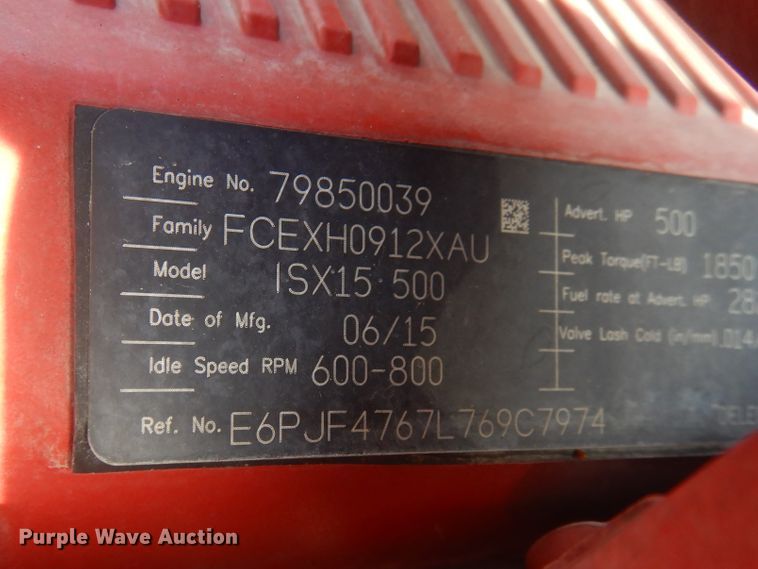 Engine No. 79850039
Family FCEXH0912XAU
Model ISX15 500
Date of Mfg. 06/15
Idle Speed RPM 600-800
Ref. No. E6PJF4767L769C7974
Advert. HP 500
Peak Torque(FT-LB) 1850
Fuel rate at Advert. HP 28
Valve Lash Cold (in/mm) .014
Purple Wave Auction